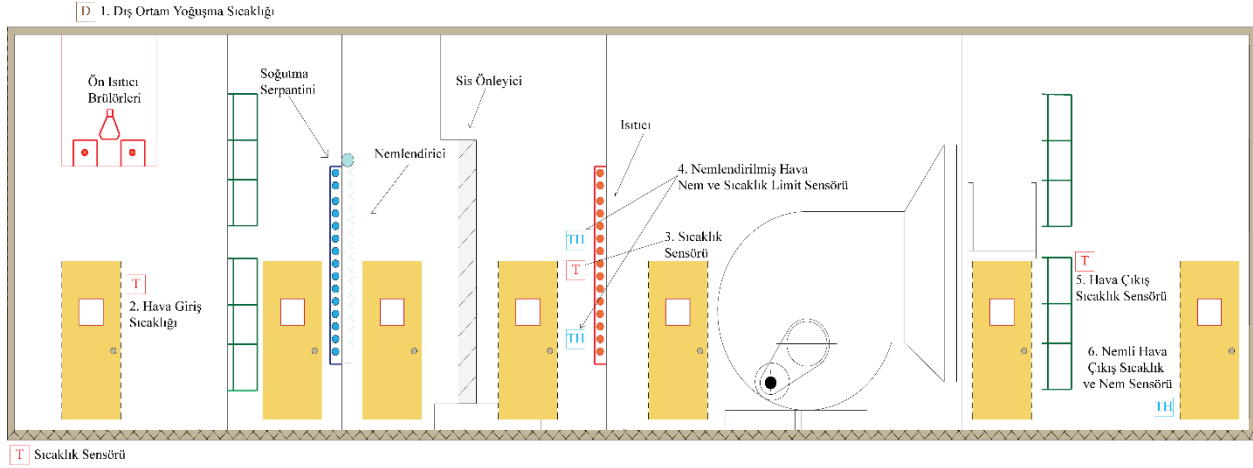 D 1. Dış Ortam Yoğuşma Sıcaklığı
Ön Isıtıcı
Brülörleri
Soğutma
Serpantini
Nemlendirici
Sis Önleyici
Isıtıcı
4. Nemlendirilmiş Hava
Nem ve Sıcaklık Limit Sensörü
TH
T
3. Sıcaklık
Sensörü
TH
T
2. Hava Giriş
Sıcaklığı
T
5. Hava Çıkış
Sıcaklık Sensörü
6. Nemli Hava
Çıkış Sıcaklık
ve Nem Sensörü
TH
T Sıcaklık Sensörü